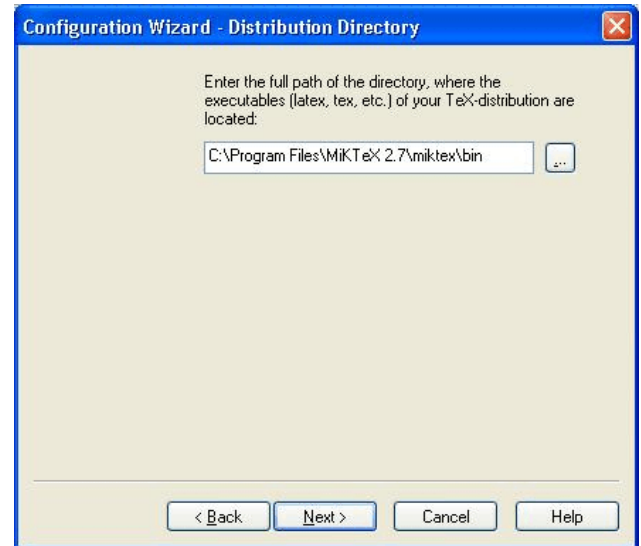 Configuration Wizard - Distribution Directory
Enter the full path of the directory, where the
executables (latex, tex, etc.) of your TeX-distribution are
located:
C:\Program Files\MiKTeX 2.7\miktex\bin
...
< Back Next > Cancel Help